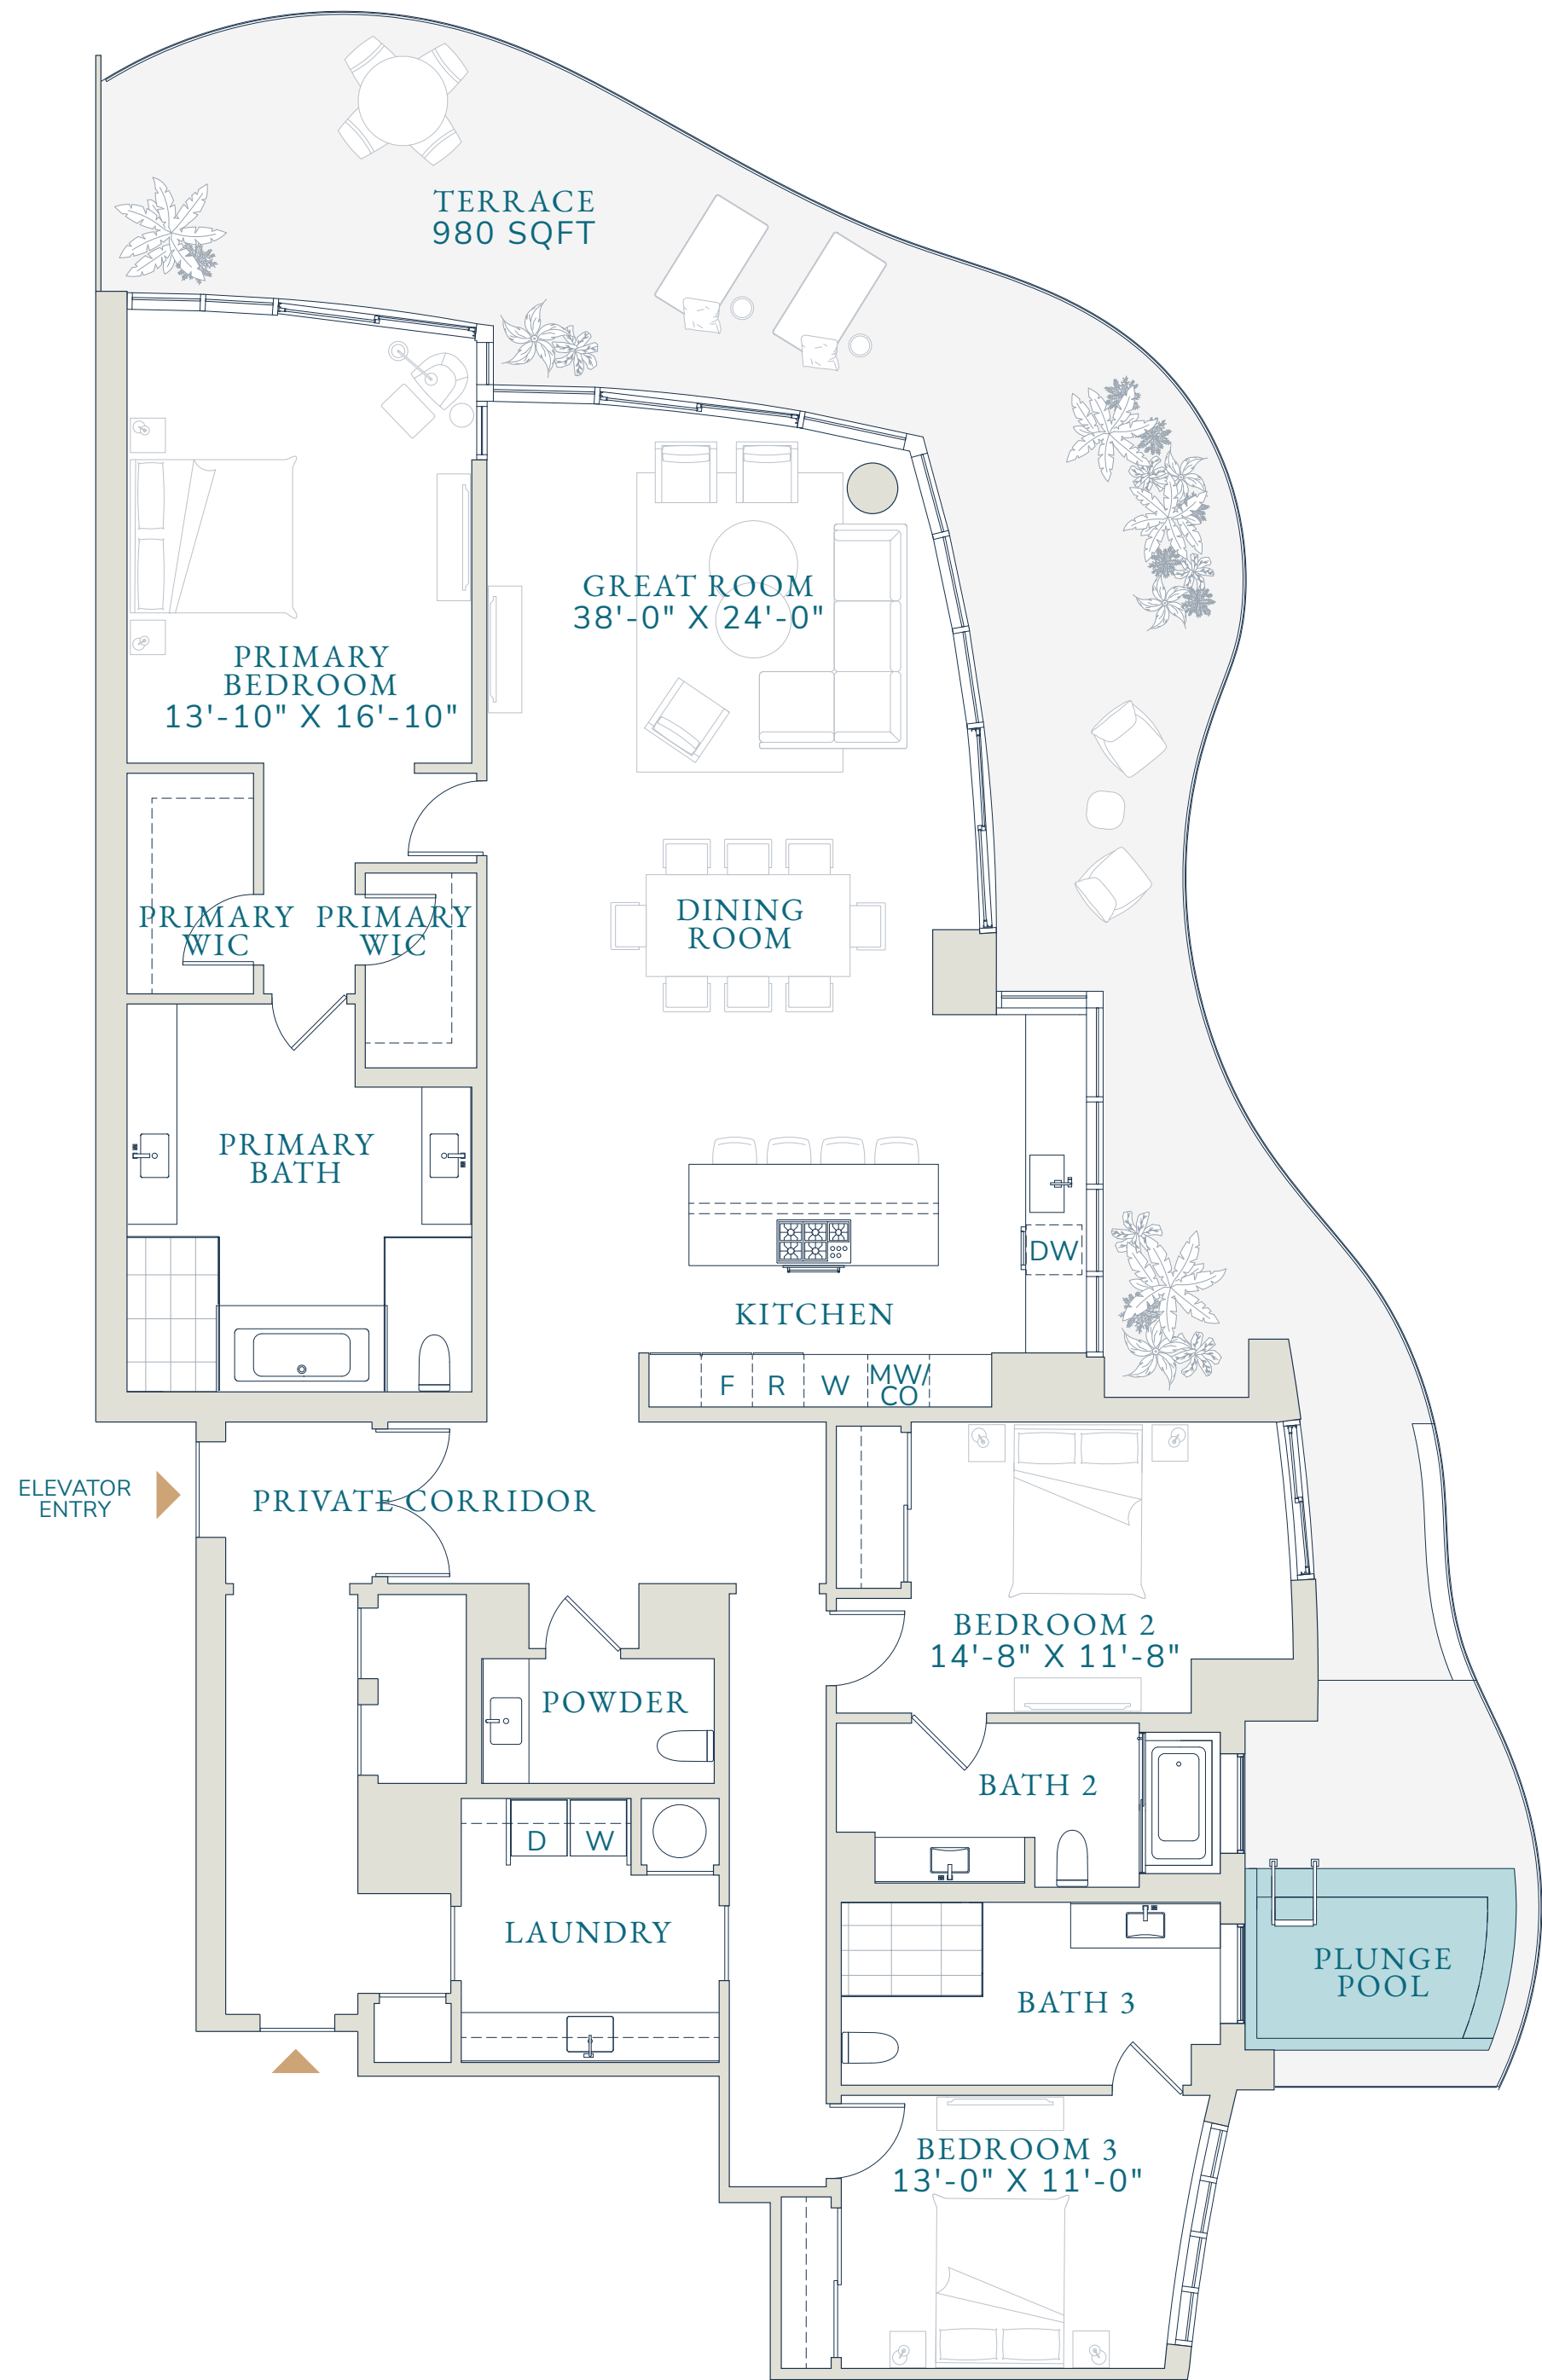 TERRACE
980 SQFT
GREAT ROOM
38'-0" X 24'-0"
PRIMARY
BEDROOM
13'-10" X 16'-10"
PRIMARY
WIC
PRIMARY
WIC
DINING
ROOM
PRIMARY
BATH
DW
KITCHEN
F
R
W
MW/
CO
ELEVATOR
ENTRY
PRIVATE CORRIDOR
BEDROOM 2
14'-8" X 11'-8"
POWDER
BATH 2
D
W
LAUNDRY
PLUNGE
POOL
BATH 3
BEDROOM 3
13'-0" X 11'-0"